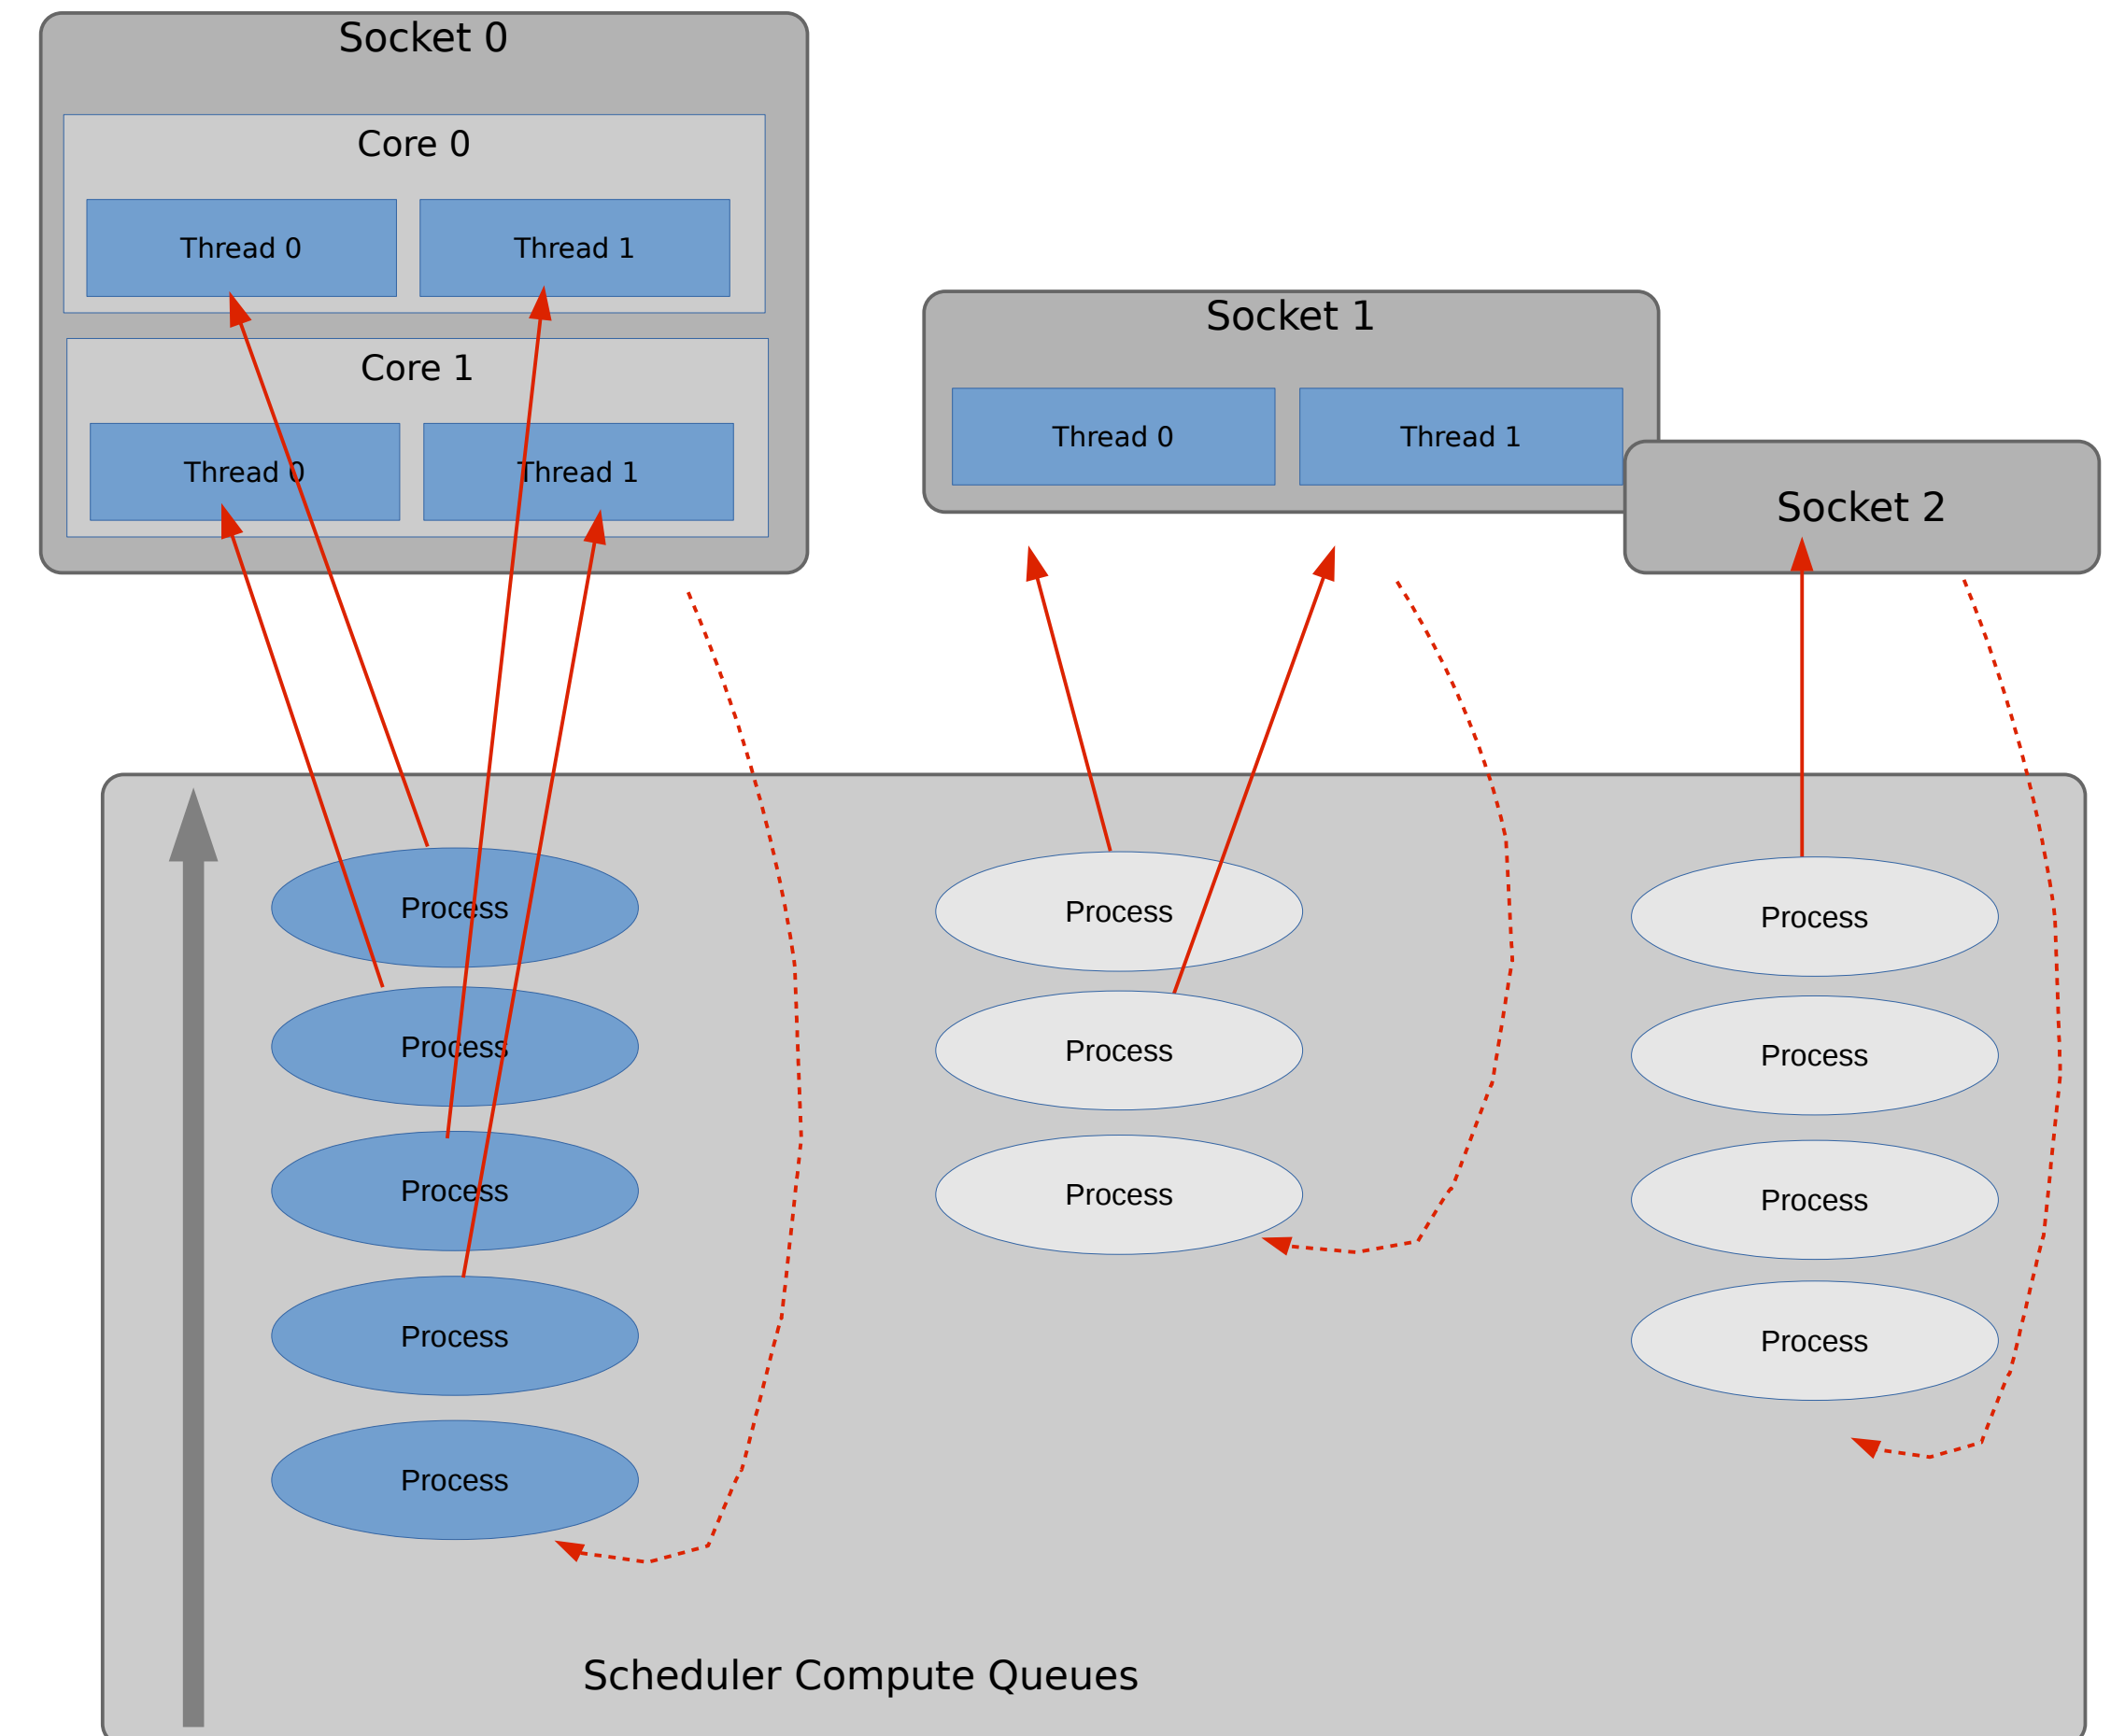 Socket 0
Core 0
Thread 0
Thread 1
Core 1
Thread 0
Thread 1
Socket 1
Thread 0
Thread 1
Socket 2
Process
Process
Process
Process
Process
Process
Process
Process
Process
Process
Process
Process
Scheduler Compute Queues